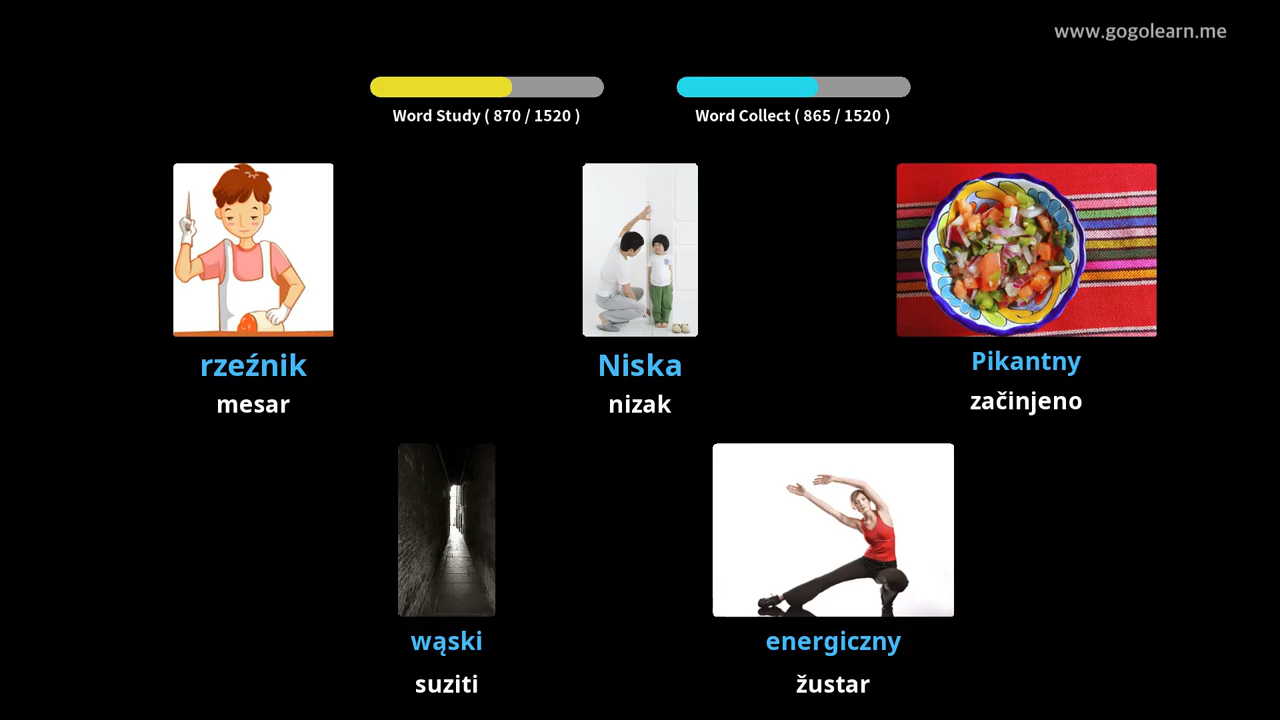 www.gogolearn.me
Word Study ( 870 / 1520 )
Word Collect ( 865 / 1520 )
rzeźnik
mesar
Niska
nizak
Pikantny
začinjeno
wąski
suziti
energiczny
žustar